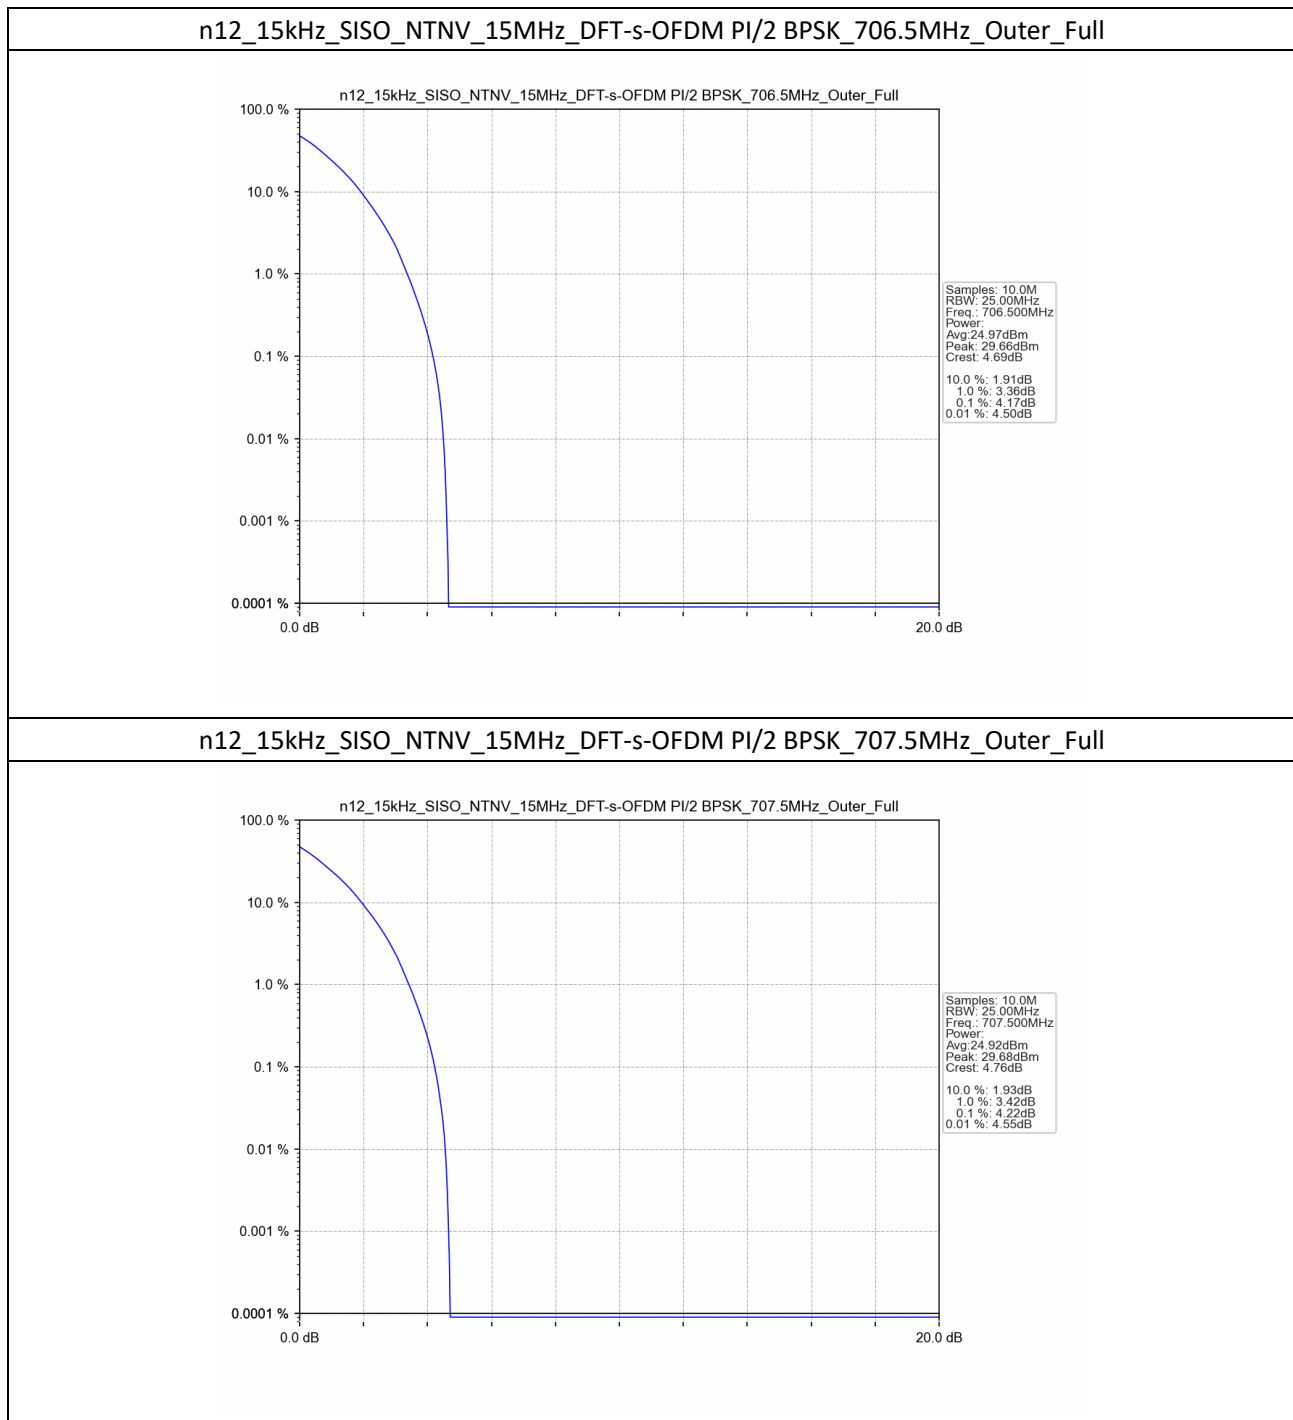 n12_15kHz_SISO_NTNV_15MHz_DFT-s-OFDM PI/2 BPSK_706.5MHz_Outer_Full
n12_15kHz_SISO_NTNV_15MHz_DFT-s-OFDM PI/2 BPSK_706.5MHz_Outer_Full
100.0 %
10.0 %
1.0 %
0.1 %
0.01 %
0.001 %
0.0001 %
0.0 dB
20.0 dB
Samples: 10.0M
RBW: 25.00MHz
Freq.: 706.500MHz
Power:
Avg:24.97dBm
Peak: 29.66dBm
Crest: 4.69dB
10.0 %: 1.91dB
1.0 %: 3.36dB
0.1 %: 4.17dB
0.01 %: 4.50dB
n12_15kHz_SISO_NTNV_15MHz_DFT-s-OFDM PI/2 BPSK_707.5MHz_Outer_Full
n12_15kHz_SISO_NTNV_15MHz_DFT-s-OFDM PI/2 BPSK_707.5MHz_Outer_Full
100.0 %
10.0 %
1.0 %
0.1 %
0.01 %
0.001 %
0.0001 %
0.0 dB
20.0 dB
Samples: 10.0M
RBW: 25.00MHz
Freq.: 707.500MHz
Power:
Avg:24.92dBm
Peak: 29.68dBm
Crest: 4.76dB
10.0 %: 1.93dB
1.0 %: 3.42dB
0.1 %: 4.22dB
0.01 %: 4.55dB